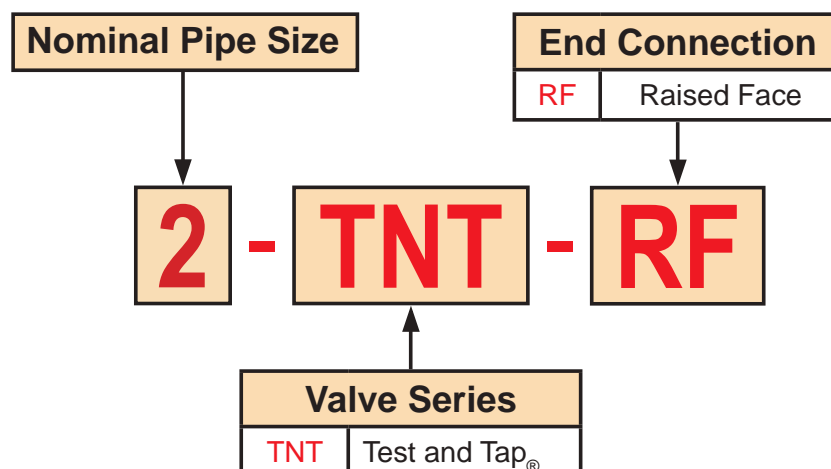 Nominal Pipe Size
End Connection
RF Raised Face
2 - TNT - RF
Valve Series
TNT Test and Tap®